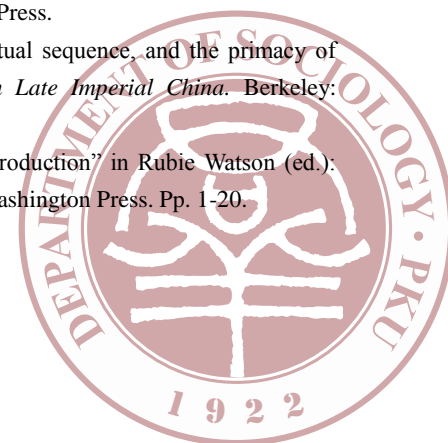 Press.
tual sequence, and the primacy of
n Late Imperial China. Berkeley:
roduction” in Rubie Watson (ed.):
ashington Press. Pp. 1-20.
DEPARTMENT OF SOCIOLOGY · PKU
1922